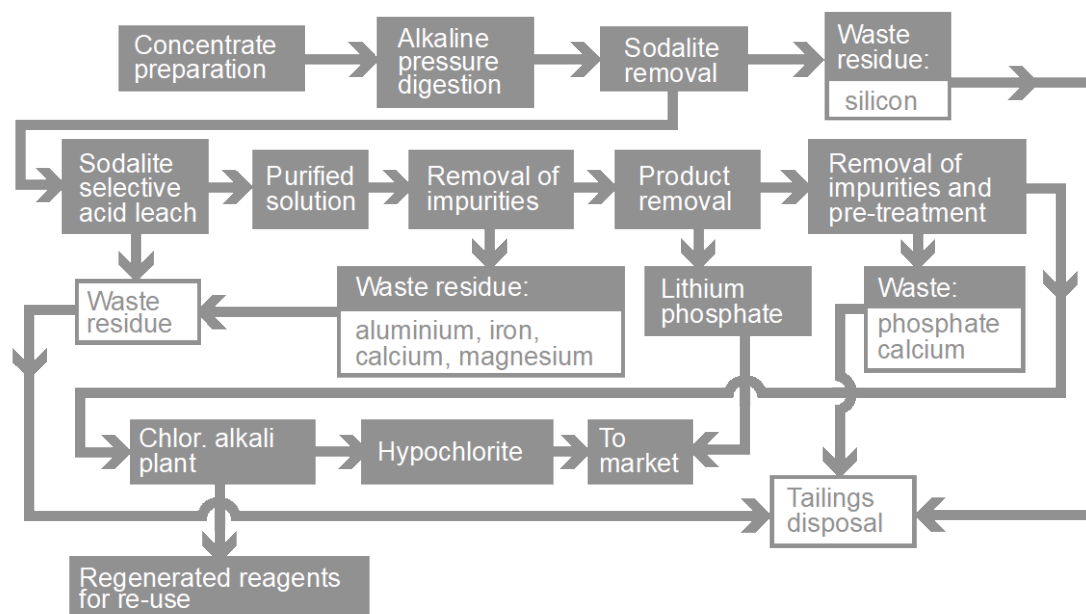 Concentrate
preparation
Alkaline
pressure
digestion
Sodalite
removal
Waste
residue:
silicon
Sodalite
selective
acid leach
Purified
solution
Removal of
impurities
Product
removal
Removal of
impurities and
pre-treatment
Waste
residue
Waste residue:
aluminium, iron,
calcium, magnesium
Lithium
phosphate
Waste:
phosphate
calcium
Chlor. alkali
plant
Hypochlorite
To
market
Tailings
disposal
Regenerated reagents
for re-use